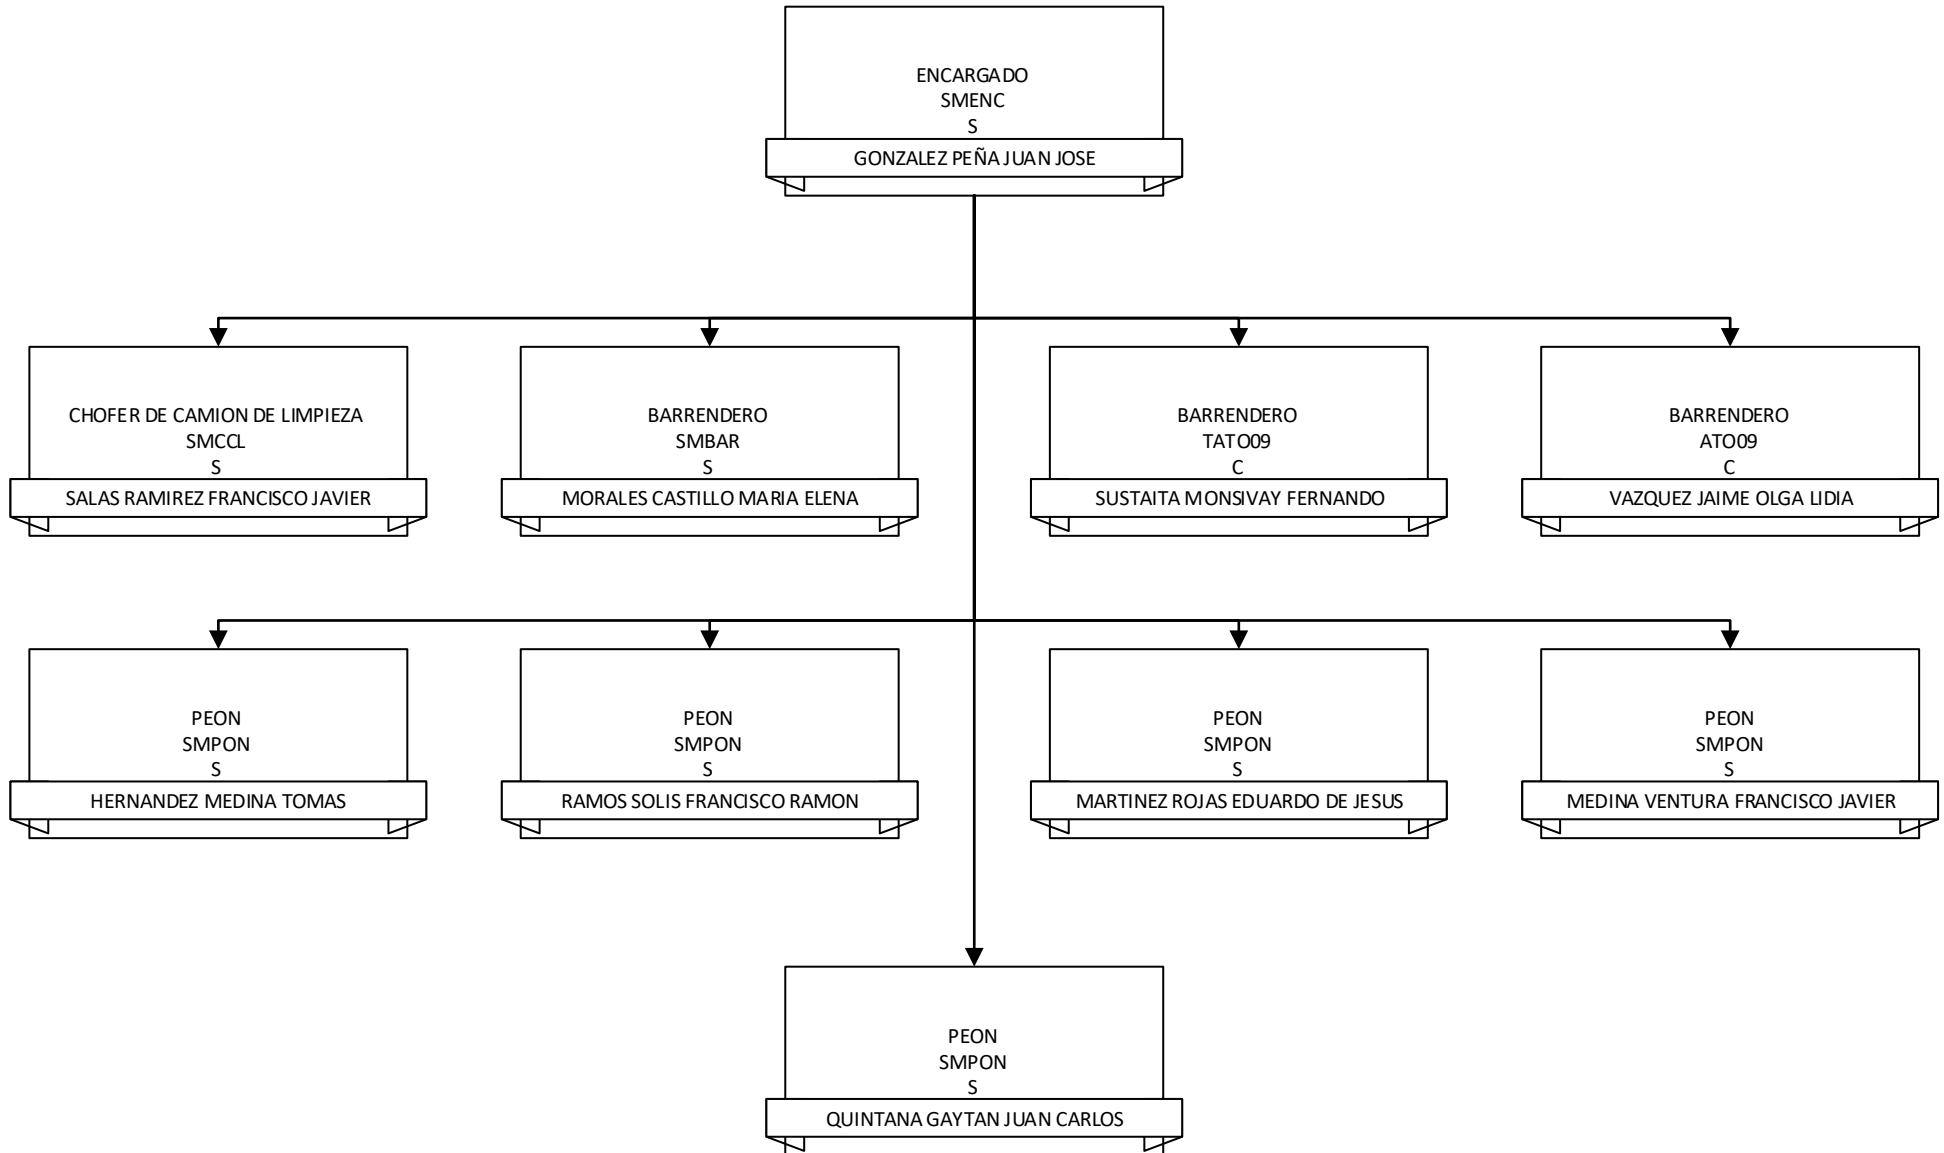 ENCARGADO
SMENC
S
GONZALEZ PEÑA JUAN JOSE
CHOFER DE CAMION DE LIMPIEZA
SMCCL
S
SALAS RAMIREZ FRANCISCO JAVIER
BARRENDERO
SMBAR
S
MORALES CASTILLO MARIA ELENA
BARRENDERO
TATO09
C
SUSTAITA MONSIVAY FERNANDO
BARRENDERO
ATO09
C
VAZQUEZ JAIME OLGA LIDIA
PEON
SMPON
S
HERNANDEZ MEDINA TOMAS
PEON
SMPON
S
RAMOS SOLIS FRANCISCO RAMON
PEON
SMPON
S
MARTINEZ ROJAS EDUARDO DE JESUS
PEON
SMPON
S
MEDINA VENTURA FRANCISCO JAVIER
PEON
SMPON
S
QUINTANA GAYTAN JUAN CARLOS